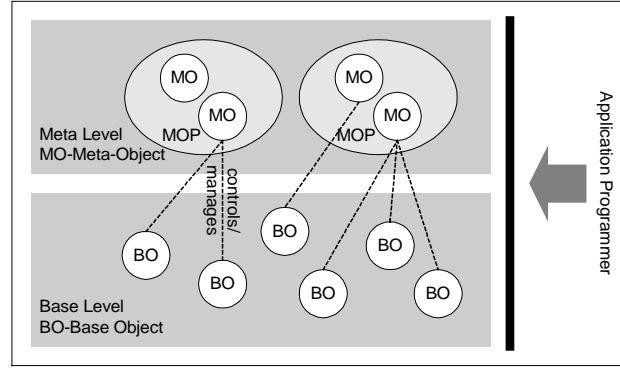 MO
MO
MOP
MO
MO
MOP
Meta Level
MO-Meta-Object
controls/
manages
BO
BO
BO
BO
BO
BO
Base Level
BO-Base Object
Application Programmer